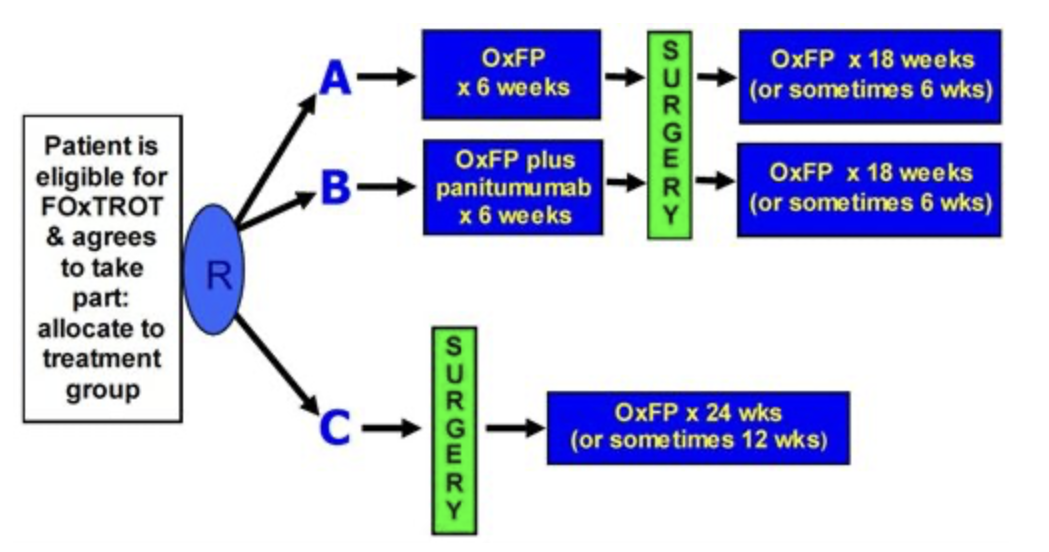 Patient is
eligible for
FOxTROT
& agrees
to take
part:
allocate to
treatment
group
R
A
OxFP
x 6 weeks
SURGERY
OxFP x 18 weeks
(or sometimes 6 wks)
B
OxFP plus
panitumumab
x 6 weeks
OxFP x 18 weeks
(or sometimes 6 wks)
C
SURGERY
OxFP x 24 wks
(or sometimes 12 wks)